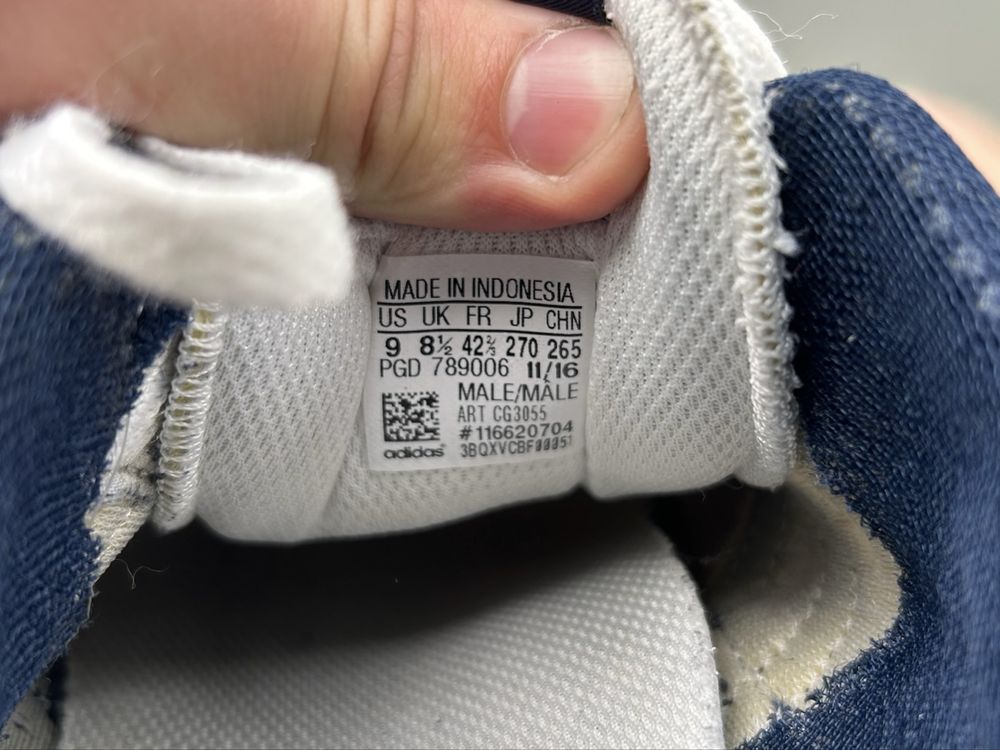 MADE IN INDONESIA
US UK FR JP CHN
9 8½ 42⅔ 270 265
PGD 789006 11/16
MALE/MÂLE
ART CG3055
#116620704
adidas